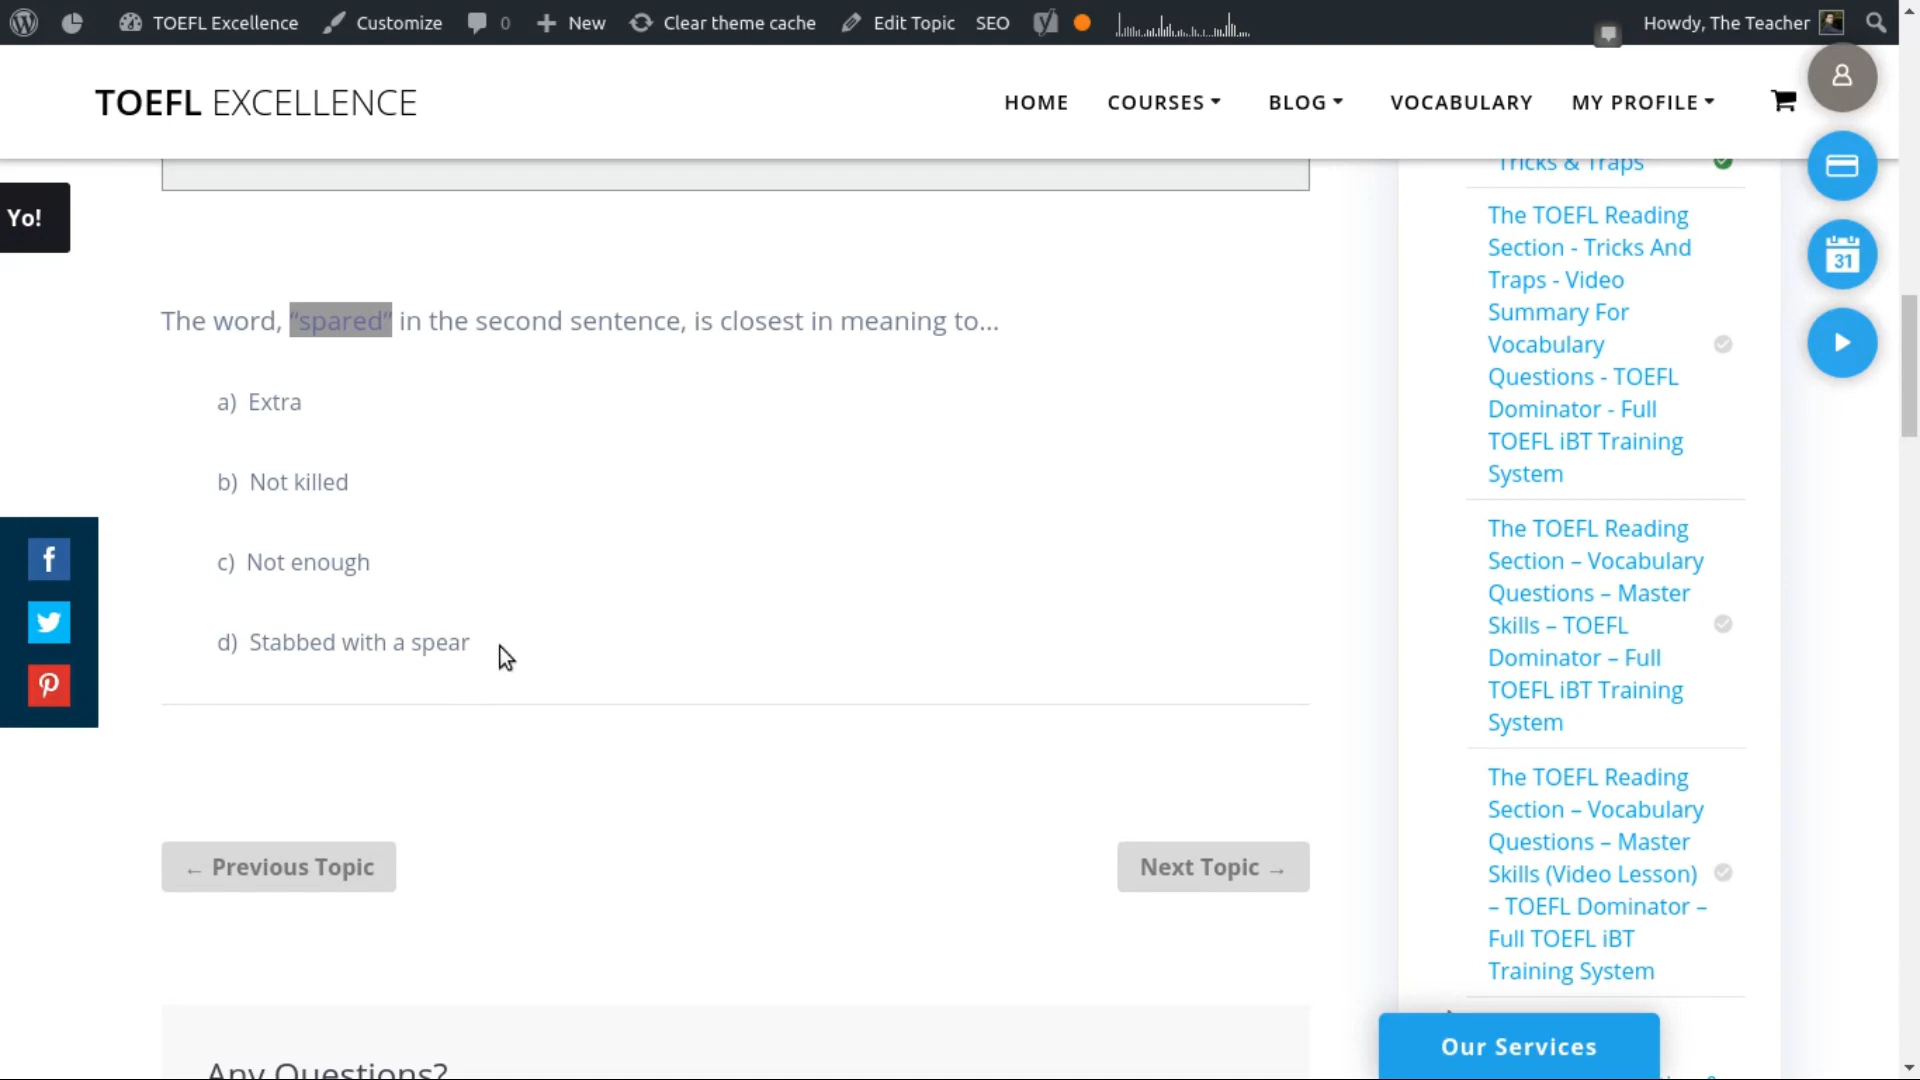 TOEFL Excellence
Customize
0
New
Clear theme cache
Edit Topic
SEO
Howdy, The Teacher
TOEFL EXCELLENCE
HOME
COURSES
BLOG
VOCABULARY
MY PROFILE
Yo!
The word, “spared” in the second sentence, is closest in meaning to...
a) Extra
b) Not killed
c) Not enough
d) Stabbed with a spear
← Previous Topic
Next Topic →
Any Questions?
Tricks & Traps
The TOEFL Reading
Section - Tricks And
Traps - Video
Summary For
Vocabulary
Questions - TOEFL
Dominator - Full
TOEFL iBT Training
System
The TOEFL Reading
Section – Vocabulary
Questions – Master
Skills – TOEFL
Dominator – Full
TOEFL iBT Training
System
The TOEFL Reading
Section – Vocabulary
Questions – Master
Skills (Video Lesson)
– TOEFL Dominator –
Full TOEFL iBT
Training System
Our Services
31